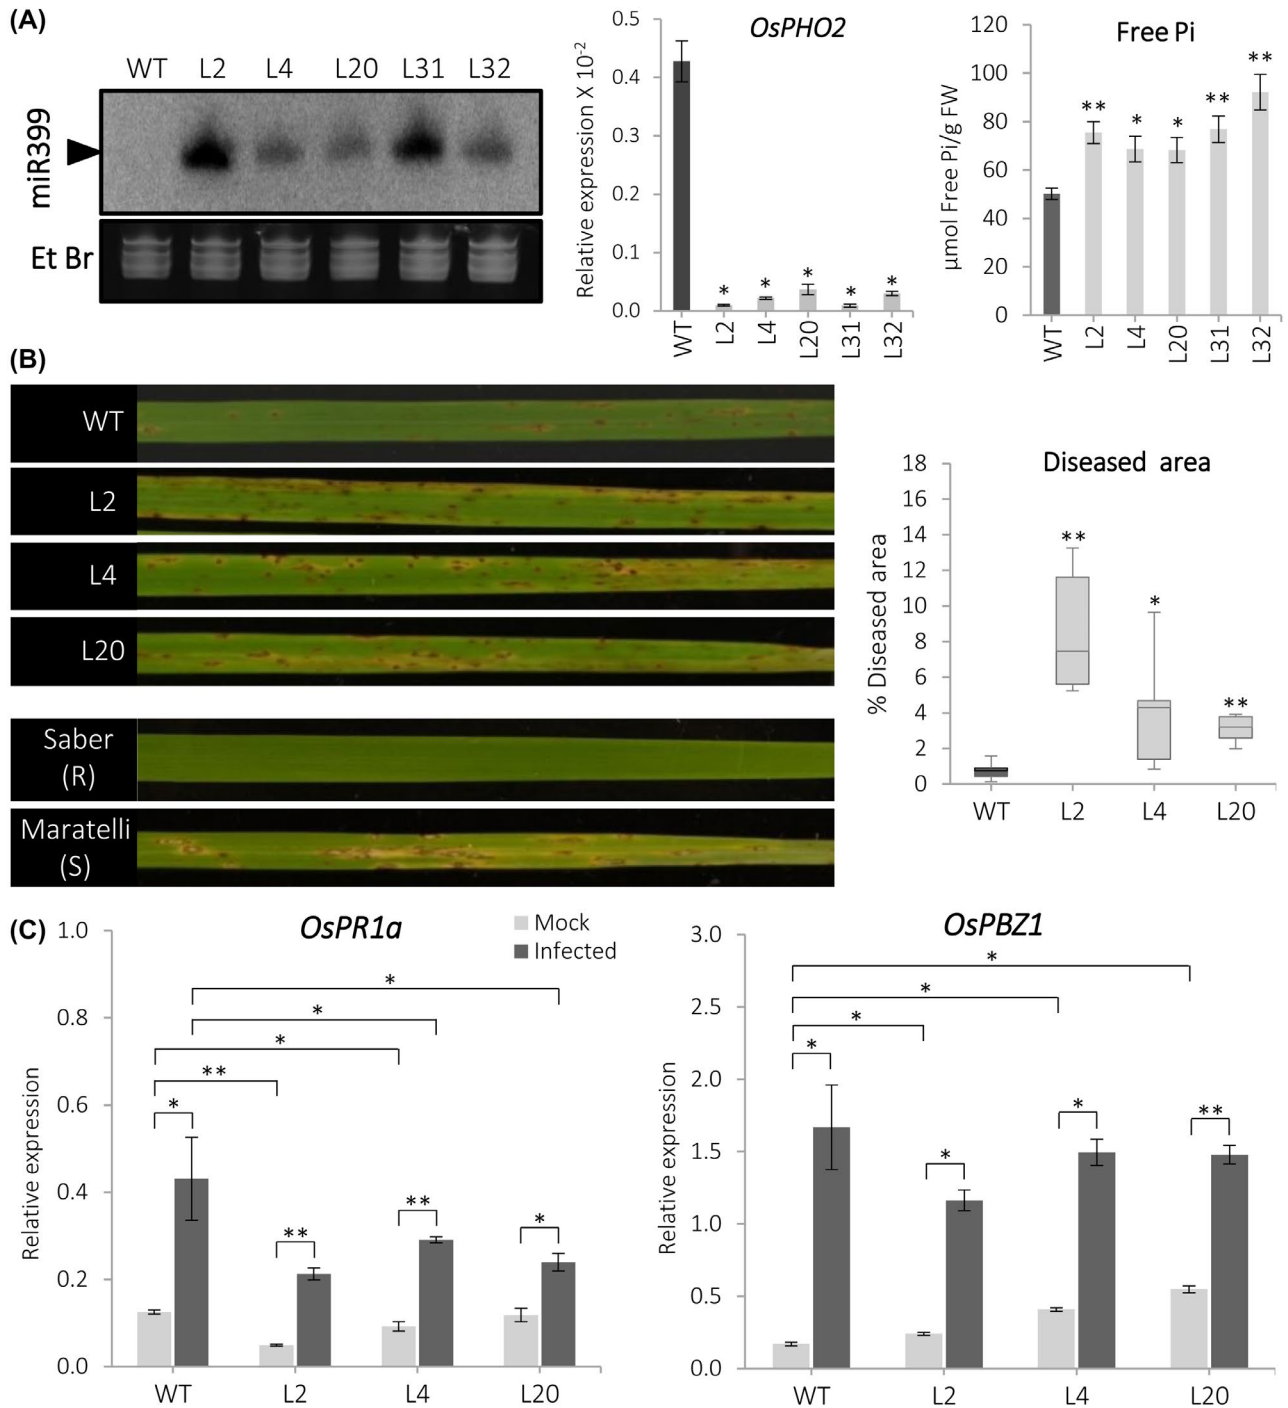 (A)
WT L2 L4 L20 L31 L32
miR399
Et Br
OsPHO2
Relative expression X 10-2
0.5
0.4
0.3
0.2
0.1
0.0
*
*
*
*
*
WT L2 L4 L20 L31 L32
Free Pi
µmol Free Pi/g FW
120
100
80
60
40
20
0
**
*
*
**
**
WT L2 L4 L20 L31 L32
(B)
WT
L2
L4
L20
Saber
(R)
Maratelli
(S)
Diseased area
% Diseased area
18
16
14
12
10
8
6
4
2
0
**
*
**
WT L2 L4 L20
(C)
OsPR1a
Mock
Infected
Relative expression
1.0
0.8
0.6
0.4
0.2
0.0
*
*
*
**
*
**
**
*
WT L2 L4 L20
OsPBZ1
Relative expression
3.0
2.5
2.0
1.5
1.0
0.5
0.0
*
*
*
*
*
*
**
WT L2 L4 L20